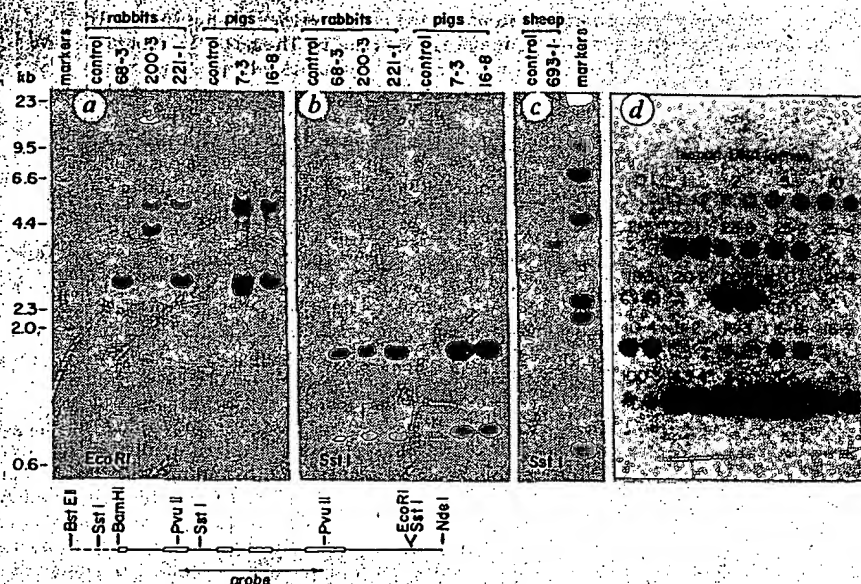 rabbits pigs rabbits pigs sheep
markers control 68-3 200-3 221-1 control 7-3 16-8 control 68-3 200-3 221-1 control 7-3 16-8 control 693-1 markers
kb
a b c d
23-
9.5-
6.6-
4.4-
2.3-
2.0-
0.6-
EcoRI Sst I Sst I
Bst EII Sst I BamHI Pvu II Sst I Pvu II EcoRI Sst I Nde I
probe